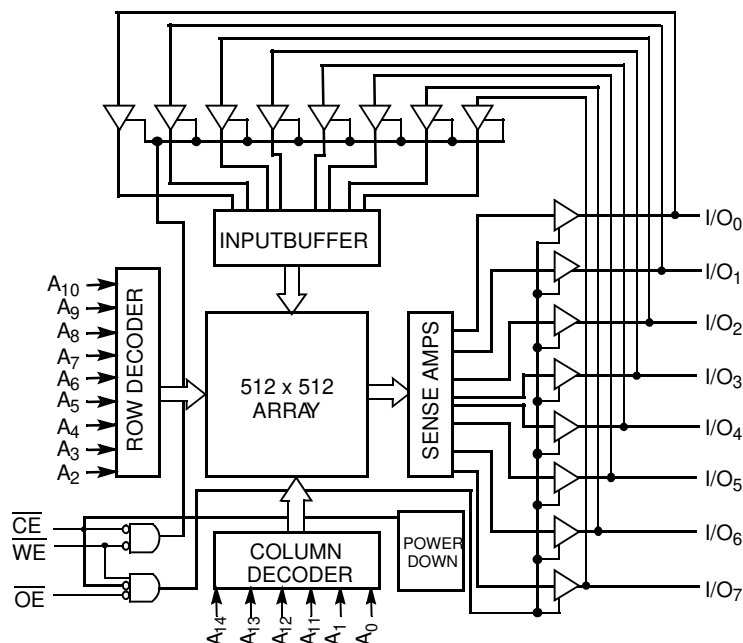 INPUTBUFFER
I/O0
I/O1
I/O2
I/O3
I/O4
I/O5
I/O6
I/O7
A10
A9
A8
A7
A6
A5
A4
A3
A2
ROW DECODER
512 x 512
ARRAY
SENSE AMPS
CE
WE
OE
COLUMN
DECODER
POWER
DOWN
A14
A13
A12
A11
A1
A0